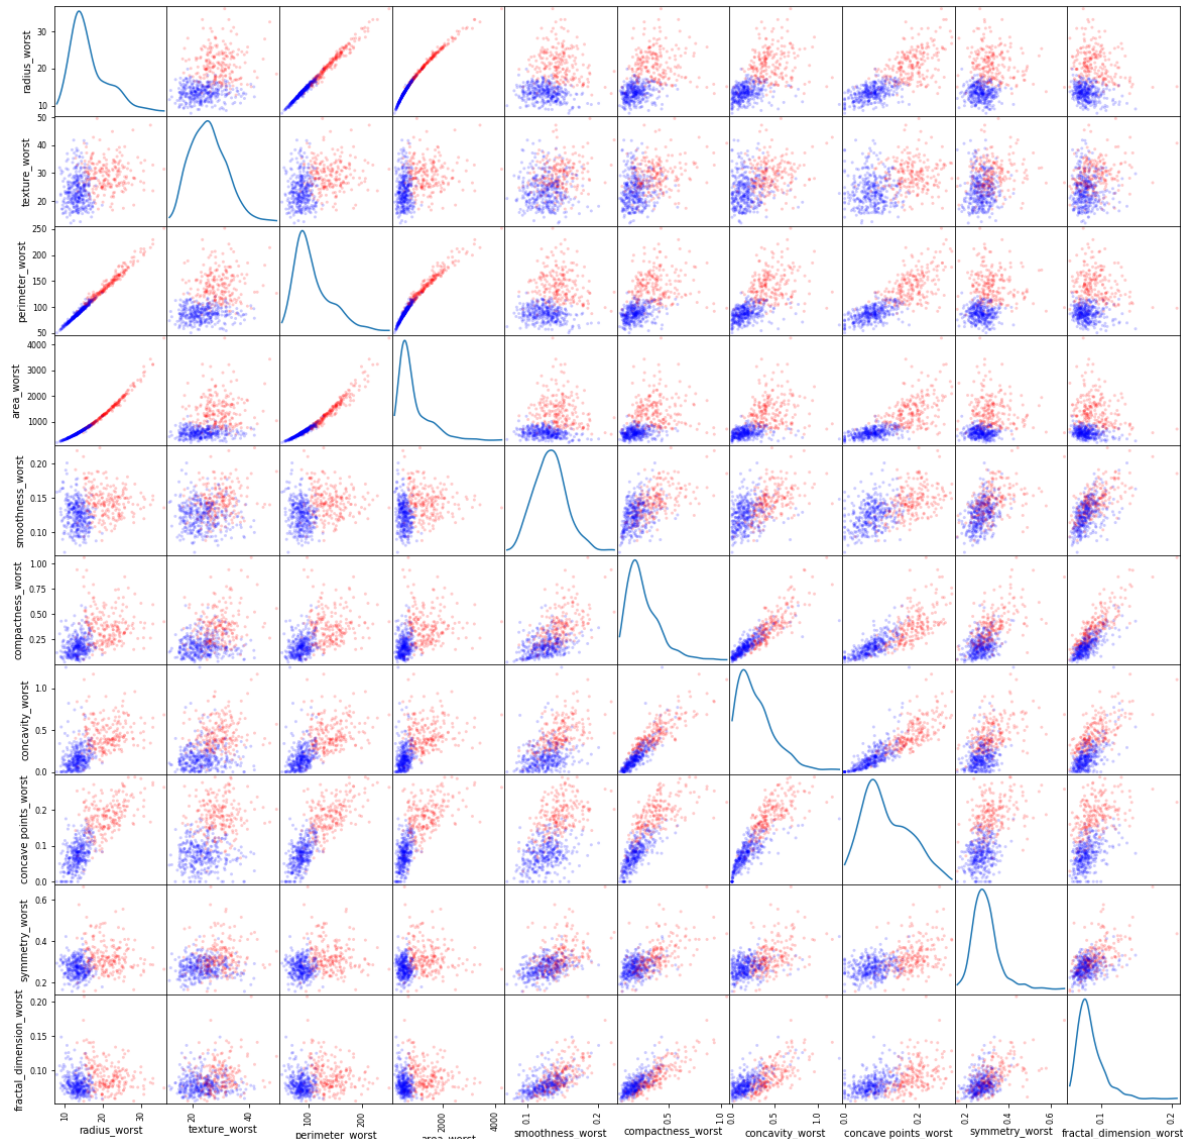 radius_worst
30
20
10
texture_worst
50
40
30
20
perimeter_worst
250
200
150
100
50
area_worst
4000
3000
2000
1000
smoothness_worst
0.20
0.15
0.10
compactness_worst
1.00
0.75
0.50
0.25
concavity_worst
1.0
0.5
0.0
concave points_worst
0.2
0.1
0.0
symmetry_worst
0.6
0.4
0.2
fractal_dimension_worst
0.20
0.15
0.10
10 20 30 20 40 100 200 2000 4000 0.1 0.2 0.5 1.0 0.0 0.5 1.0 0.0 0.2 0.2 0.4 0.6 0.1 0.2
radius_worst texture_worst perimeter_worst area_worst smoothness_worst compactness_worst concavity_worst concave points_worst symmetry_worst fractal_dimension_worst